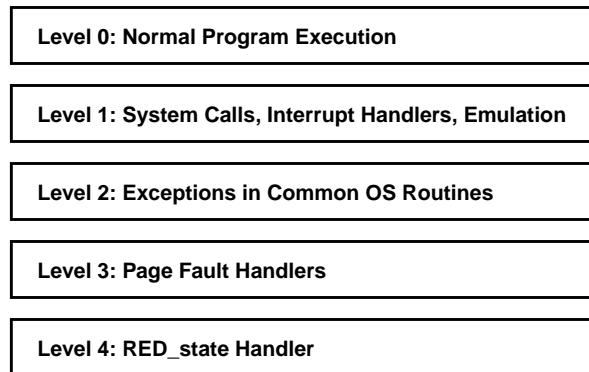 Level 0: Normal Program Execution
Level 1: System Calls, Interrupt Handlers, Emulation
Level 2: Exceptions in Common OS Routines
Level 3: Page Fault Handlers
Level 4: RED_state Handler